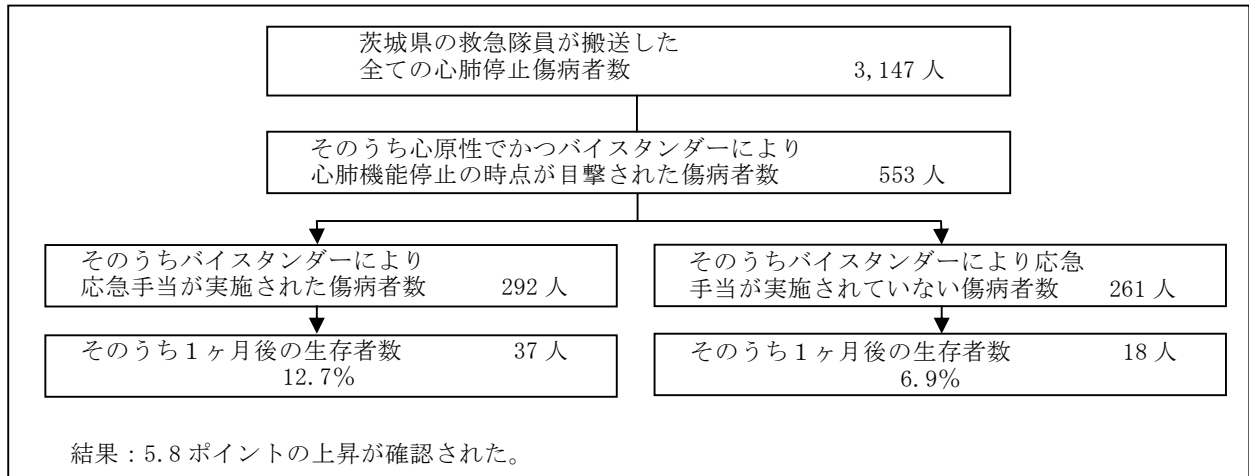 茨城県の救急隊員が搬送した
全ての心肺停止傷病者数 3,147 人
そのうち心原性でかつバイスタンダーにより
心肺機能停止の時点が目撃された傷病者数 553 人
そのうちバイスタンダーにより
応急手当が実施された傷病者数 292 人
そのうちバイスタンダーにより応急
手当が実施されていない傷病者数 261 人
そのうち１ヶ月後の生存者数 37 人
12.7%
そのうち１ヶ月後の生存者数 18 人
6.9%
結果：5.8 ポイントの上昇が確認された。